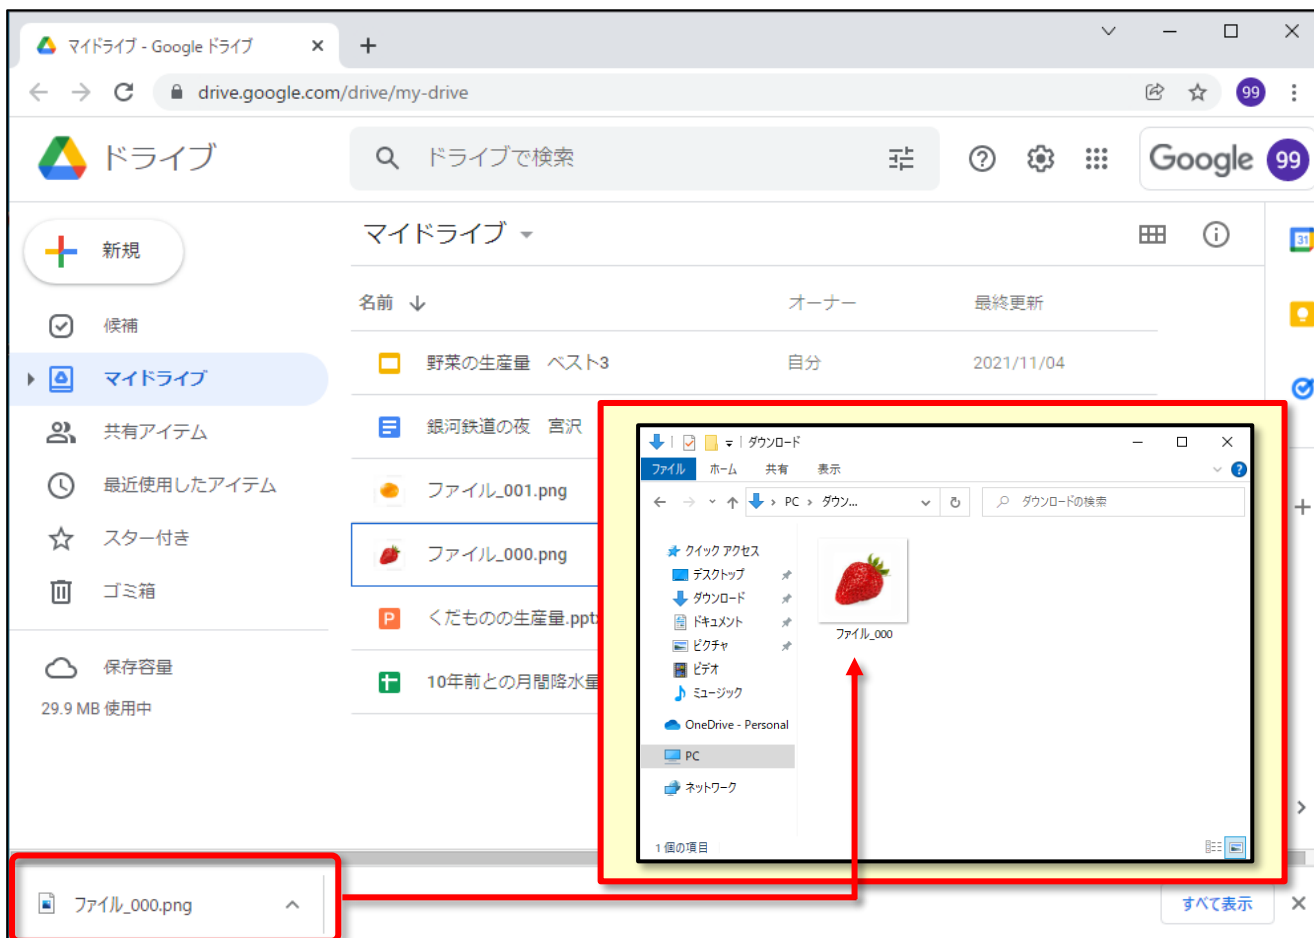 マイドライブ - Google ドライブ
drive.google.com/drive/my-drive
99
ドライブ
ドライブで検索
Google 99
新規
マイドライブ
31
名前
オーナー
最終更新
候補
野菜の生産量　ベスト3
自分
2021/11/04
マイドライブ
共有アイテム
銀河鉄道の夜　宮沢
最近使用したアイテム
ファイル_001.png
スター付き
ファイル_000.png
ゴミ箱
くだものの生産量.ppt
保存容量
10年前との月間降水量
29.9 MB 使用中
ダウンロード
ファイル ホーム 共有 表示
PC ダウン...
ダウンロードの検索
クイック アクセス
デスクトップ
ダウンロード
ドキュメント
ピクチャ
ビデオ
ミュージック
OneDrive - Personal
PC
ネットワーク
ファイル_000
1 個の項目
ファイル_000.png
すべて表示